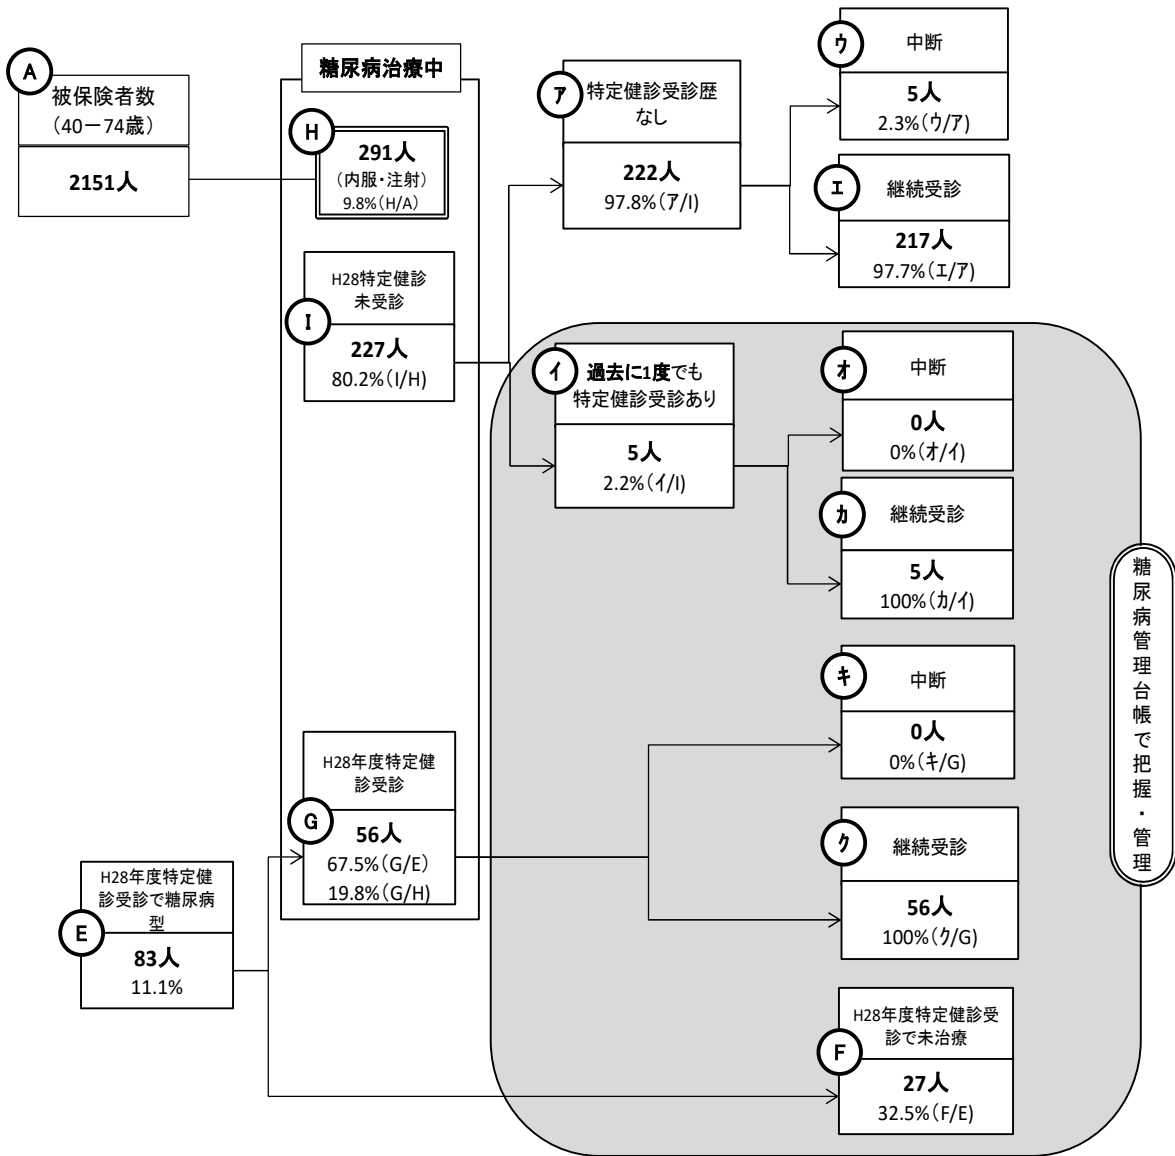 A
被保険者数
(40－74歳)
2151人
糖尿病治療中
H
291人
(内服・注射)
9.8%(H/A)
I
H28特定健診
未受診
227人
80.2%(I/H)
ア
特定健診受診歴
なし
222人
97.8%(ア/I)
ウ
中断
5人
2.3%(ウ/ア)
エ
継続受診
217人
97.7%(エ/ア)
イ
過去に1度でも
特定健診受診あり
5人
2.2%(イ/I)
オ
中断
0人
0%(オ/イ)
カ
継続受診
5人
100%(カ/イ)
キ
中断
0人
0%(キ/G)
G
H28年度特定健
診受診
56人
67.5%(G/E)
19.8%(G/H)
ク
継続受診
56人
100%(ク/G)
E
H28年度特定健
診受診で糖尿病
型
83人
11.1%
F
H28年度特定健診受
診で未治療
27人
32.5%(F/E)
糖尿病管理台帳で把握・管理